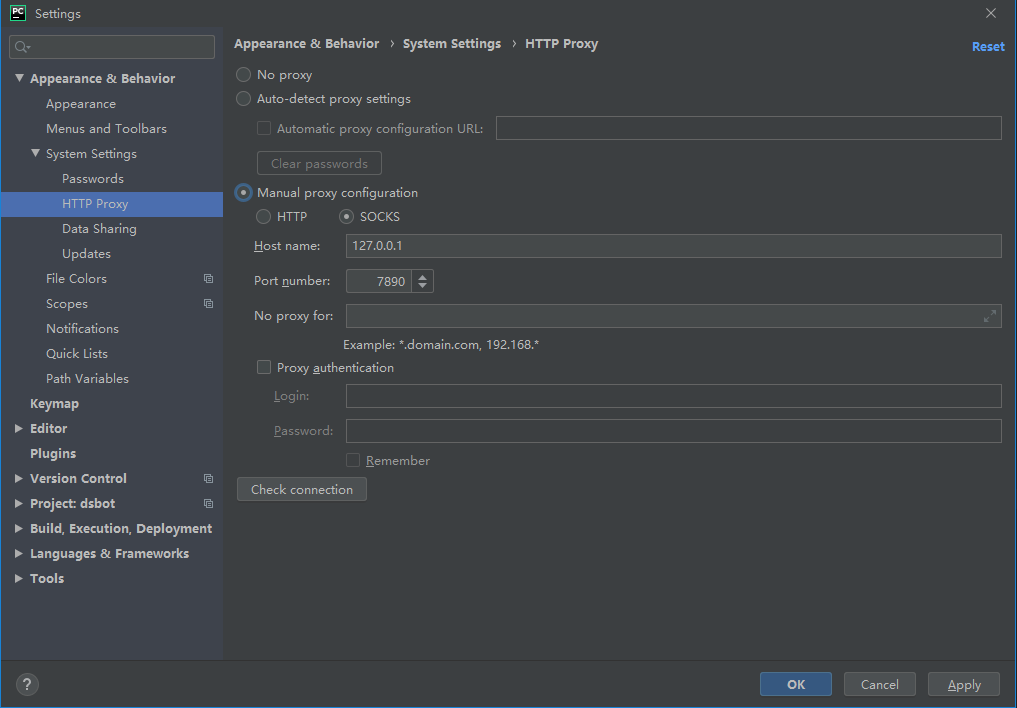 PC Settings
Appearance & Behavior
Appearance
Menus and Toolbars
System Settings
Passwords
HTTP Proxy
Data Sharing
Updates
File Colors
Scopes
Notifications
Quick Lists
Path Variables
Keymap
Editor
Plugins
Version Control
Project: dsbot
Build, Execution, Deployment
Languages & Frameworks
Tools
?
Appearance & Behavior › System Settings › HTTP Proxy
Reset
No proxy
Auto-detect proxy settings
Automatic proxy configuration URL:
Clear passwords
Manual proxy configuration
HTTP SOCKS
Host name: 127.0.0.1
Port number: 7890
No proxy for:
Example: *.domain.com, 192.168.*
Proxy authentication
Login:
Password:
Remember
Check connection
OK Cancel Apply